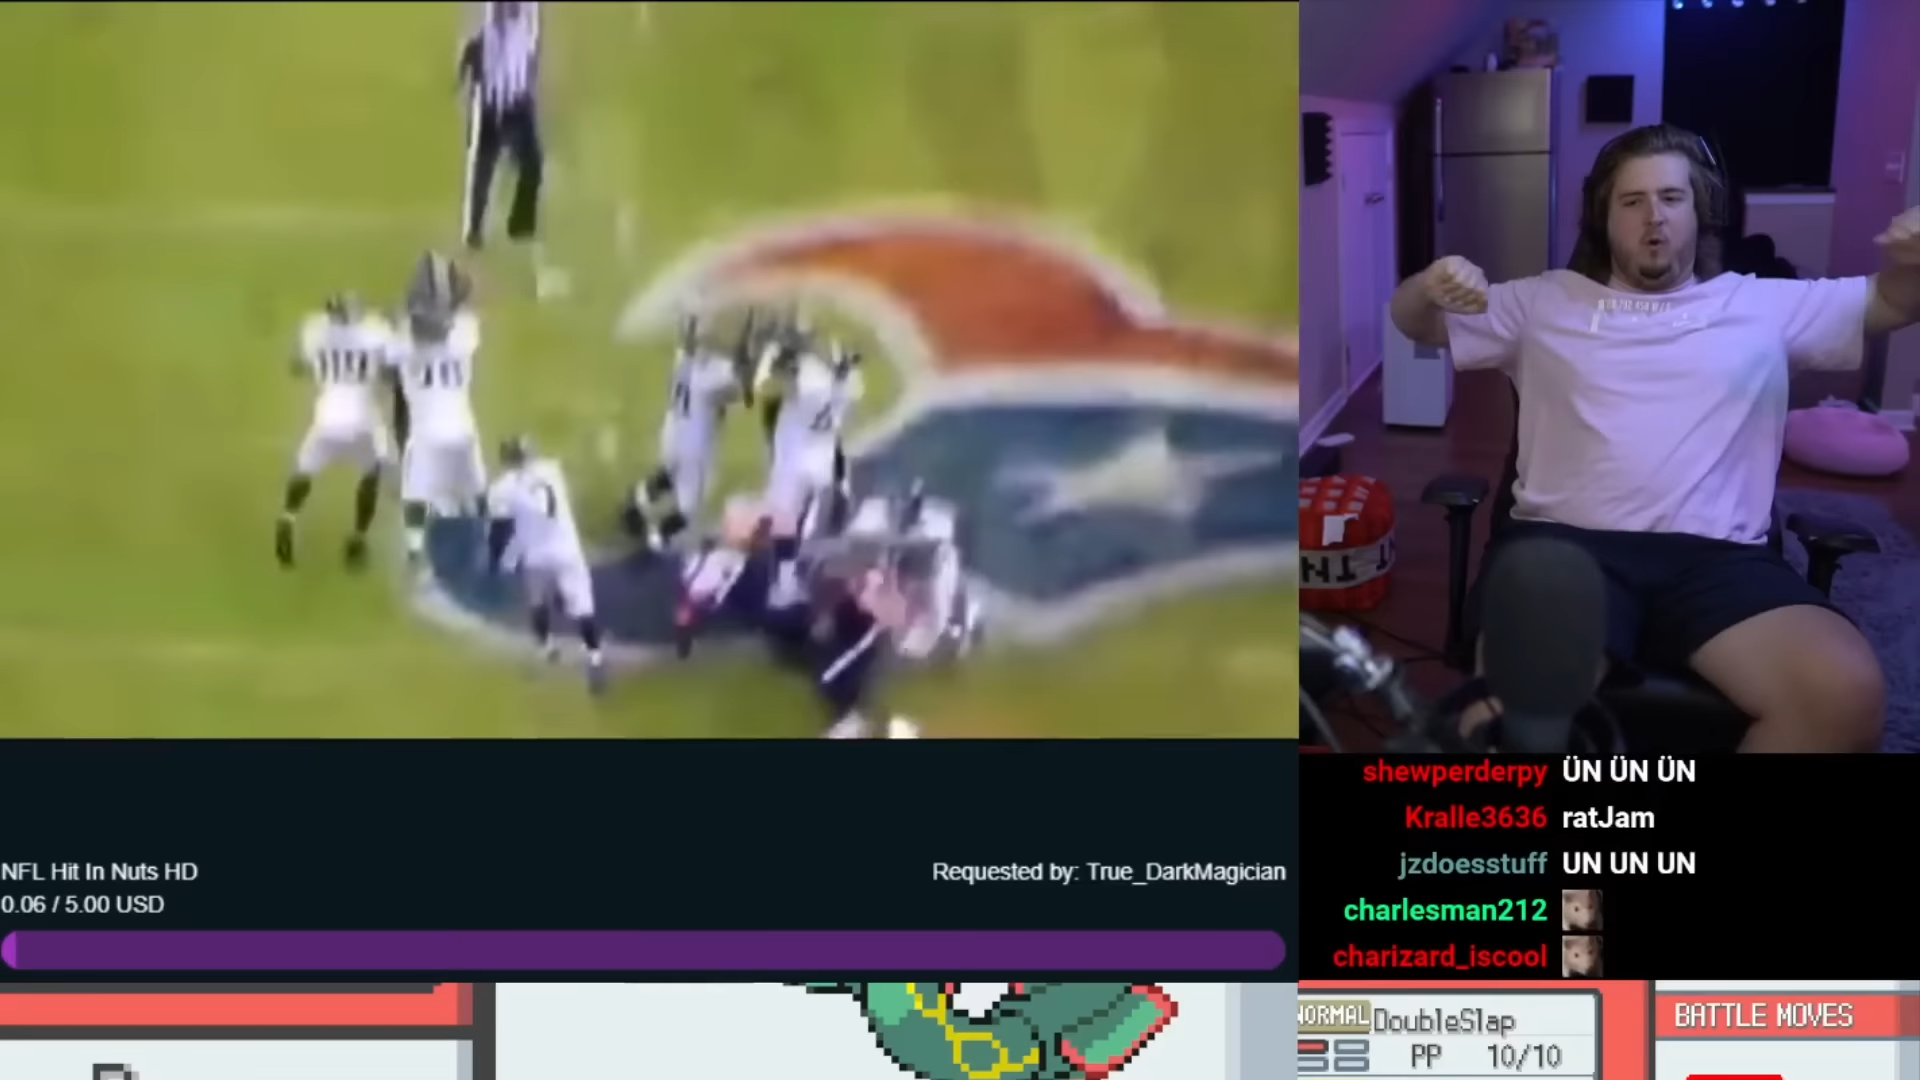 NFL Hit In Nuts HD
Requested by: True_DarkMagician
0.06 / 5.00 USD
shewperderpy ÜN ÜN ÜN
Kralle3636 ratJam
jzdoesstuff UN UN UN
charlesman212
charizard_iscool
NORMAL DoubleSlap
PP 10/10
BATTLE MOVES